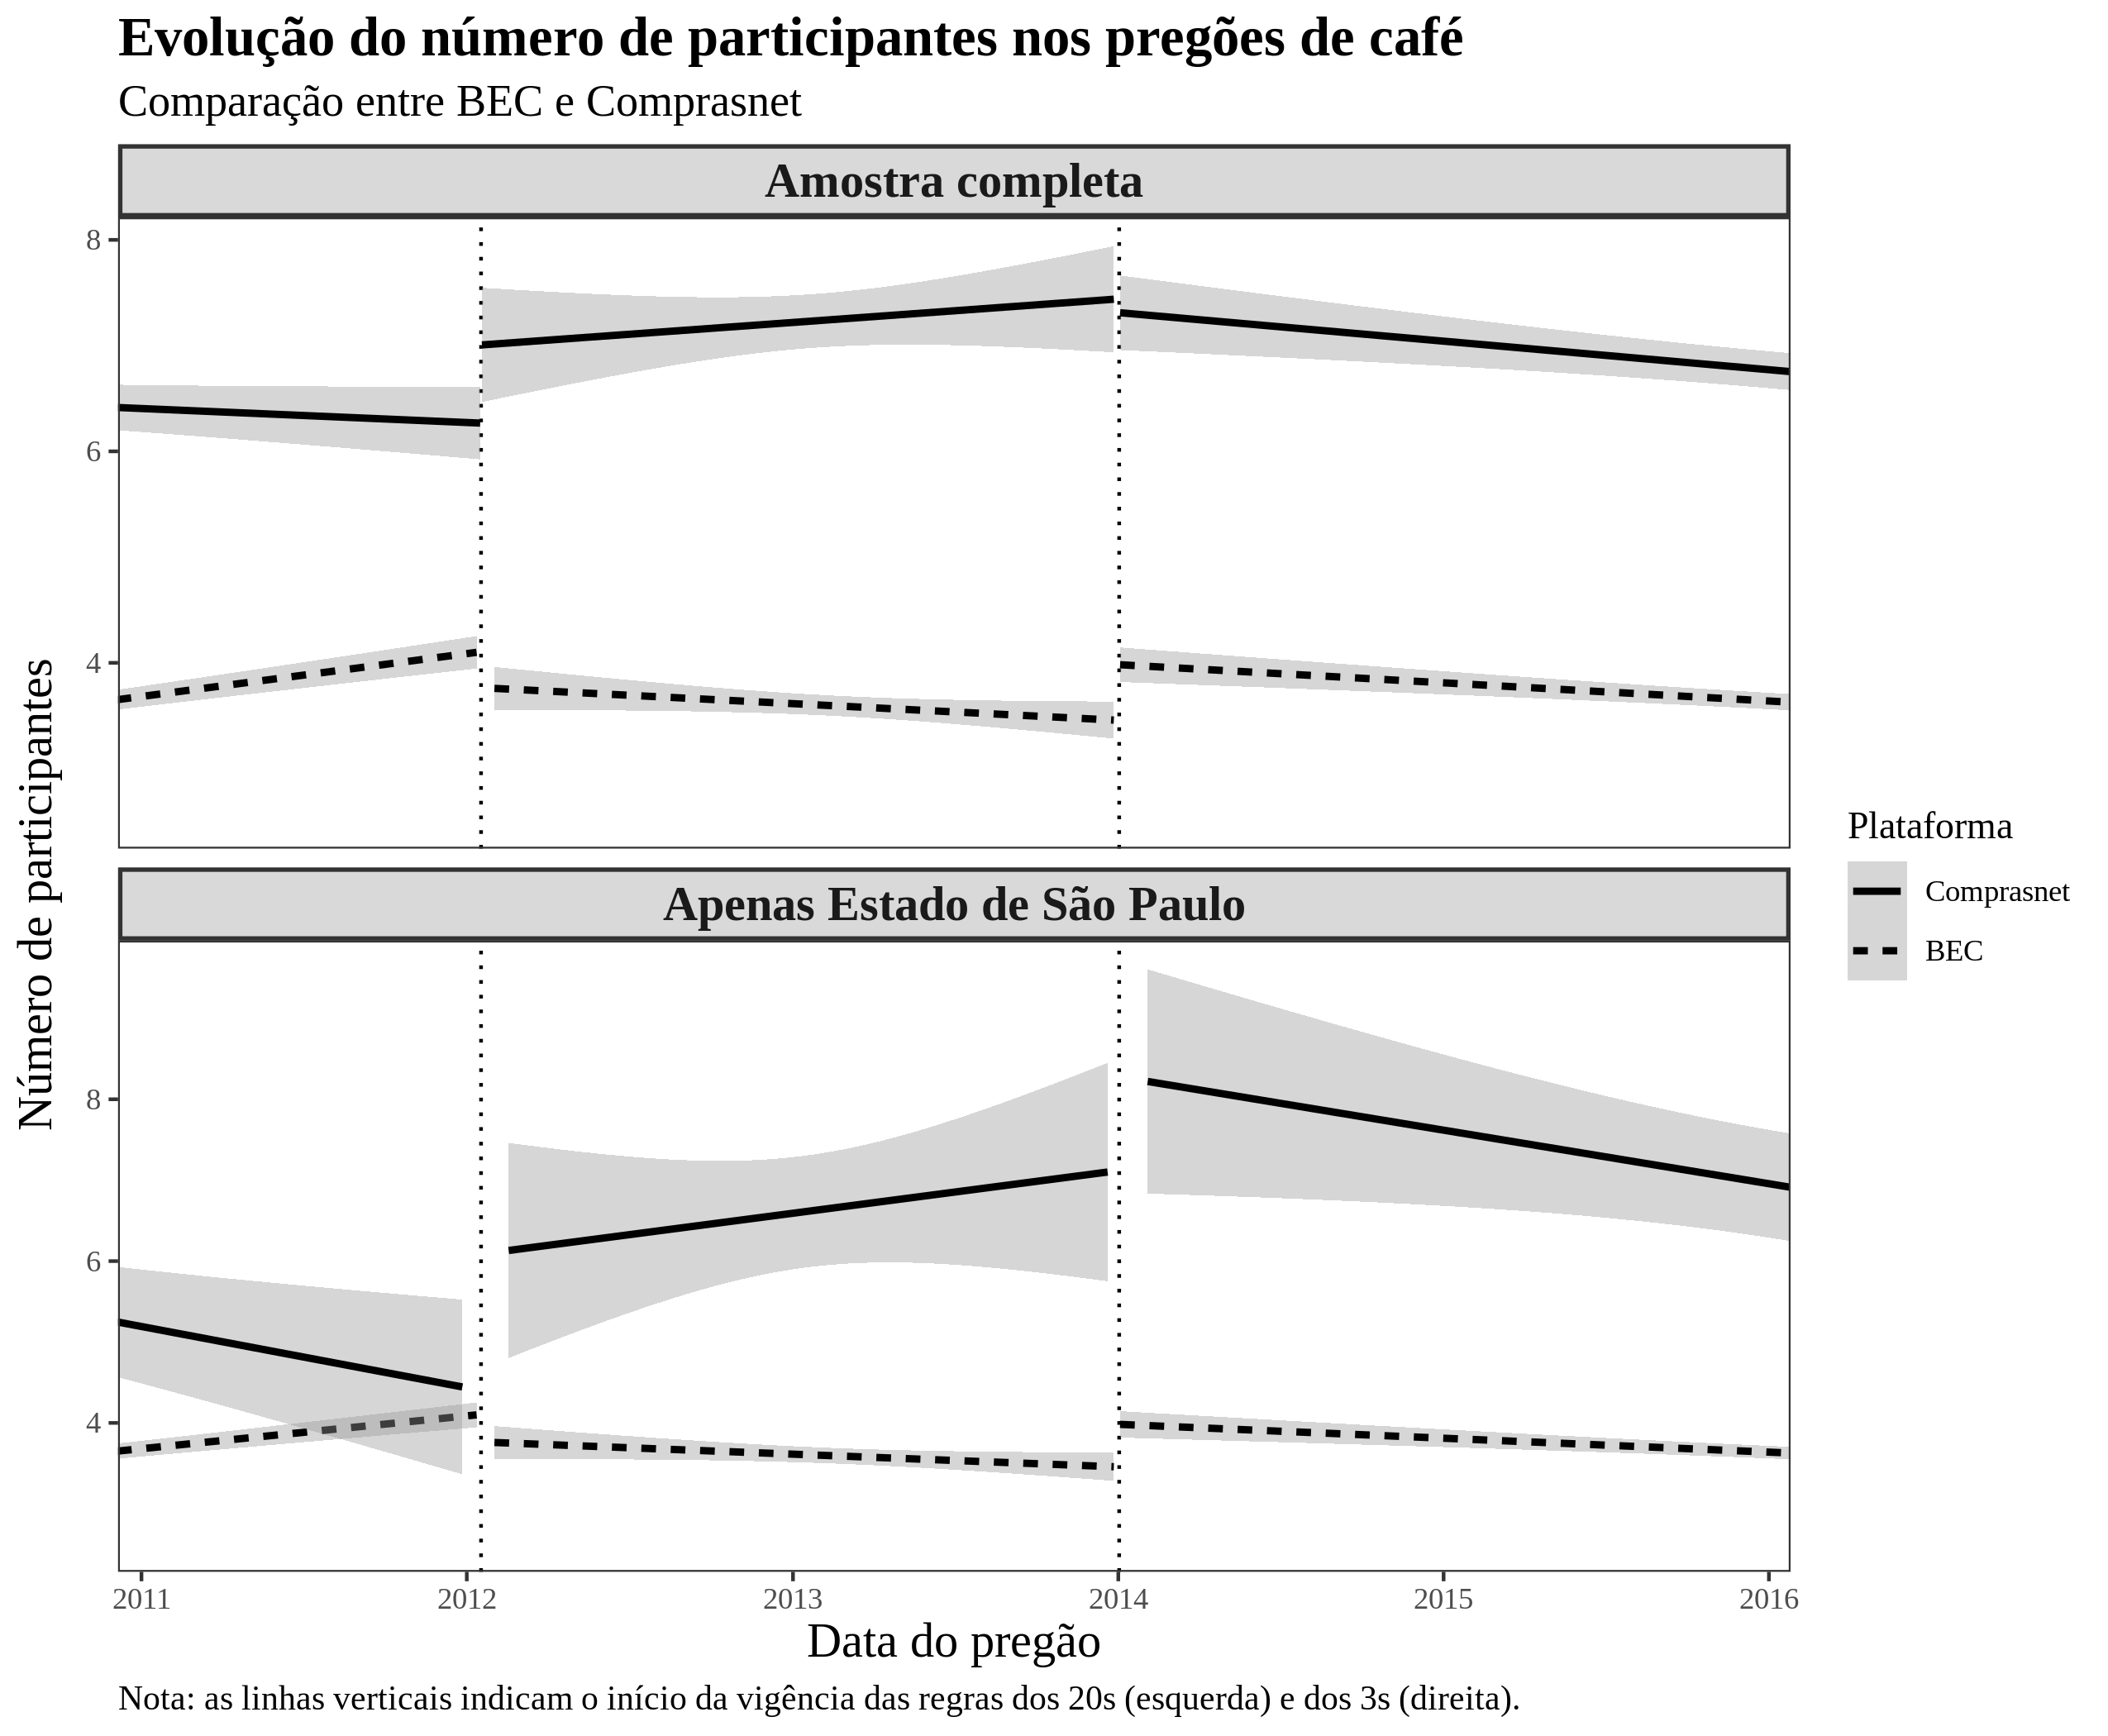 Evolução do número de participantes nos pregões de café
Comparação entre BEC e Comprasnet
Amostra completa
8
6
4
Número de participantes
Apenas Estado de São Paulo
8
6
4
2011 2012 2013 2014 2015 2016
Data do pregão
Plataforma
Comprasnet
BEC
Nota: as linhas verticais indicam o início da vigência das regras dos 20s (esquerda) e dos 3s (direita).